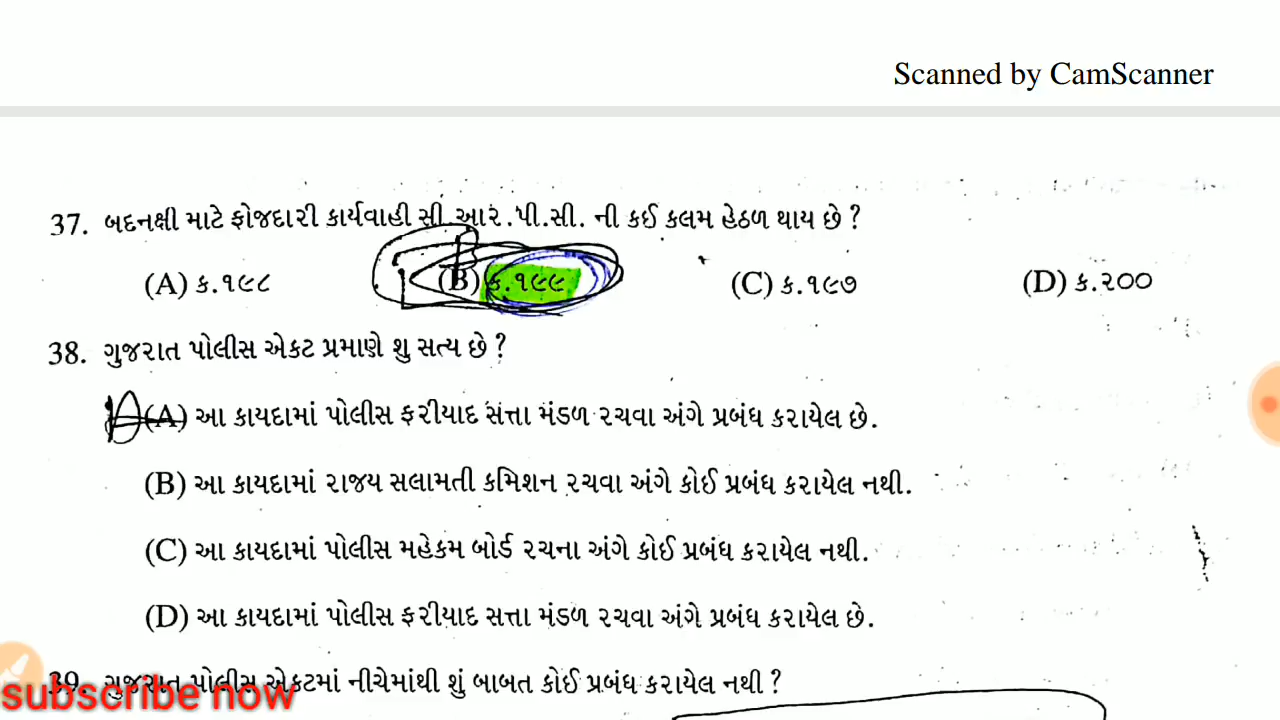 Scanned by CamScanner
37. બદનક્ષી માટે ફોજદારી કાર્યવાહી સી.આર.પી.સી. ની કઈ કલમ હેઠળ થાય છે ?
(A) ક.૧૯૮ (B) ક.૧૯૯ (C) ક.૧૯૭ (D) ક.૨૦૦
38. ગુજરાત પોલીસ એકટ પ્રમાણે શુ સત્ય છે ?
(A) આ કાયદામાં પોલીસ ફરીયાદ સત્તા મંડળ રચવા અંગે પ્રબંધ કરાયેલ છે.
(B) આ કાયદામાં રાજય સલામતી કમિશન રચવા અંગે કોઈ પ્રબંધ કરાયેલ નથી.
(C) આ કાયદામાં પોલીસ મહેકમ બોર્ડ રચના અંગે કોઈ પ્રબંધ કરાયેલ નથી.
(D) આ કાયદામાં પોલીસ ફરીયાદ સત્તા મંડળ રચવા અંગે પ્રબંધ કરાયેલ છે.
39. ગુજરાત પોલીસ એકટમાં નીચેમાંથી શું બાબત કોઈ પ્રબંધ કરાયેલ નથી ?
subscribe now